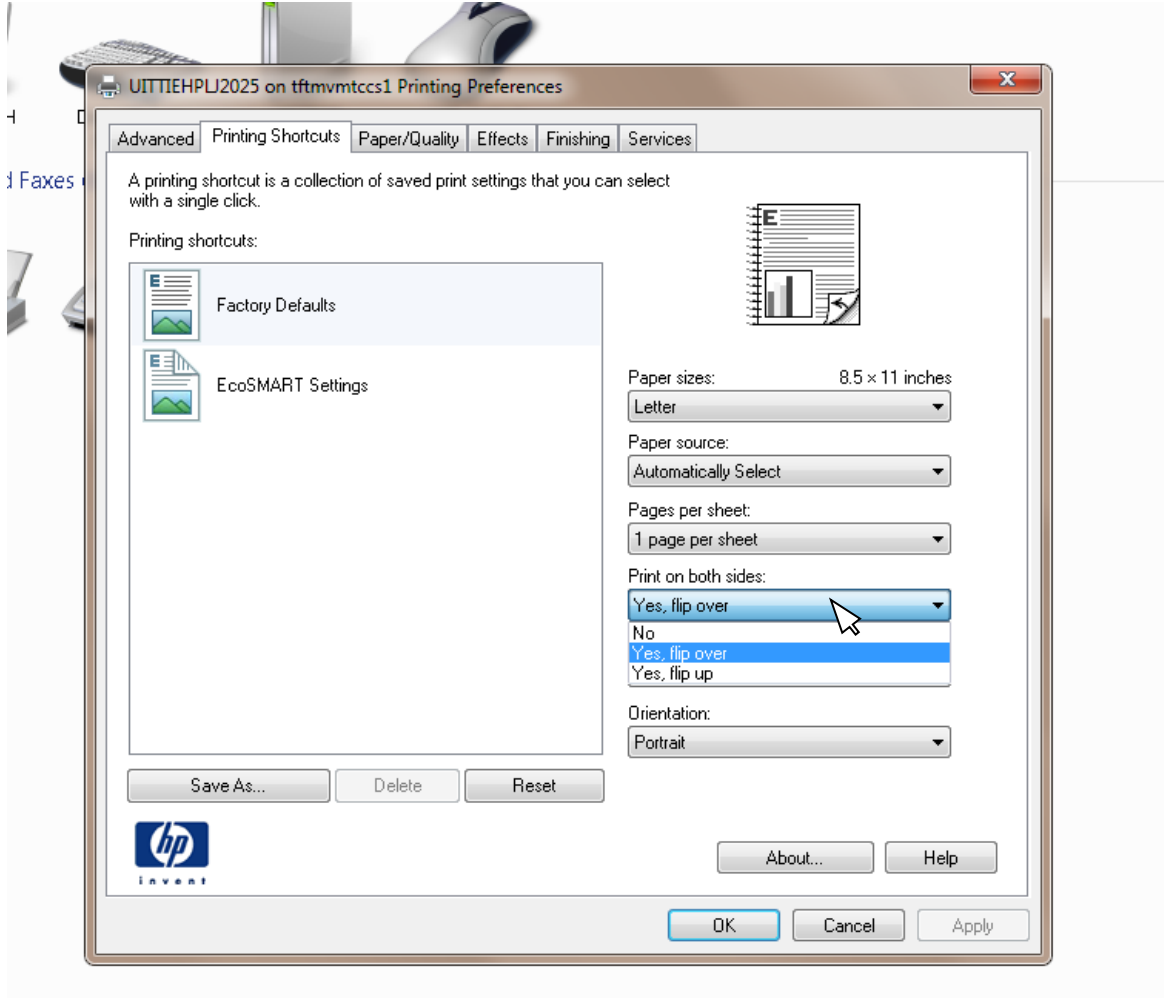 UITTIEHPLJ2025 on tftmvmtccs1 Printing Preferences
X
H
D
d Faxes
Advanced Printing Shortcuts Paper/Quality Effects Finishing Services
A printing shortcut is a collection of saved print settings that you can select
with a single click.
Printing shortcuts:
E
E
Factory Defaults
E
EcoSMART Settings
Paper sizes: 8.5 × 11 inches
Letter
Paper source:
Automatically Select
Pages per sheet:
1 page per sheet
Print on both sides:
Yes, flip over
No
Yes, flip over
Yes, flip up
Orientation:
Portrait
Save As... Delete Reset
hp
invent
About... Help
OK Cancel Apply